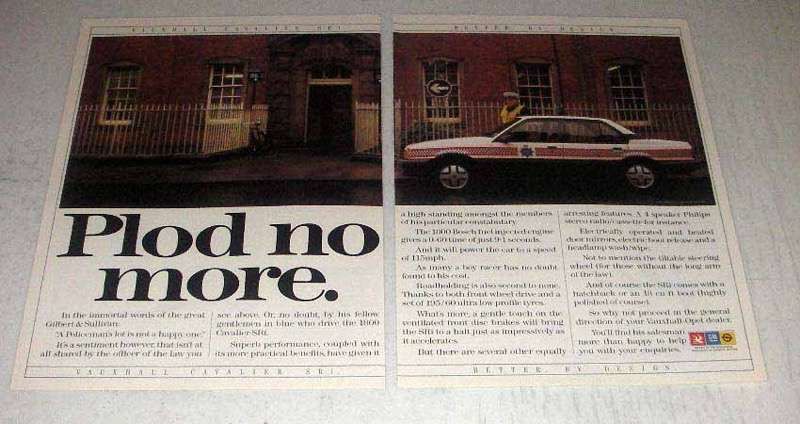 VAUXHALL CAVALIER SRi.
BETTER BY DESIGN.
Plod no
more.
In the immortal words of the great
Gilbert & Sullivan:
'A Policeman's lot is not a happy one.'
It's a sentiment however, that isn't at
all shared by the officer of the law you
see above. Or, no doubt, by his fellow
gentlemen in blue who drive the 1800
Cavalier SRi.
Superb performance, coupled with
its more practical benefits, have given it
a high standing amongst the members
of his particular constabulary.
The 1800 Bosch fuel injected engine
gives a 0-60 time of just 9.1 seconds.
And it will power the car to a speed
of 115mph.
As many a boy racer has no doubt
found to his cost.
Roadholding is also second to none.
Thanks to both front wheel drive and a
set of 195/60 ultra low profile tyres.
What's more, a gentle touch on the
ventilated front disc brakes will bring
the SRi to a halt just as impressively as
it accelerates.
But there are several other equally
arresting features. A 4 speaker Philips
stereo radio/cassette for instance.
Electrically operated and heated
door mirrors, electric boot release and a
headlamp wash/wipe.
Not to mention the tiltable steering
wheel (for those without the long arm
of the law).
And of course the SRi comes with a
hatchback or an cu ft boot (highly
polished of course).
So why not proceed in the general
direction of your Vauxhall-Opel dealer.
You'll find his salesman
more than happy to help
you with your enquiries.
GM
VAUXHALL CAVALIER SRi.
BETTER BY DESIGN.